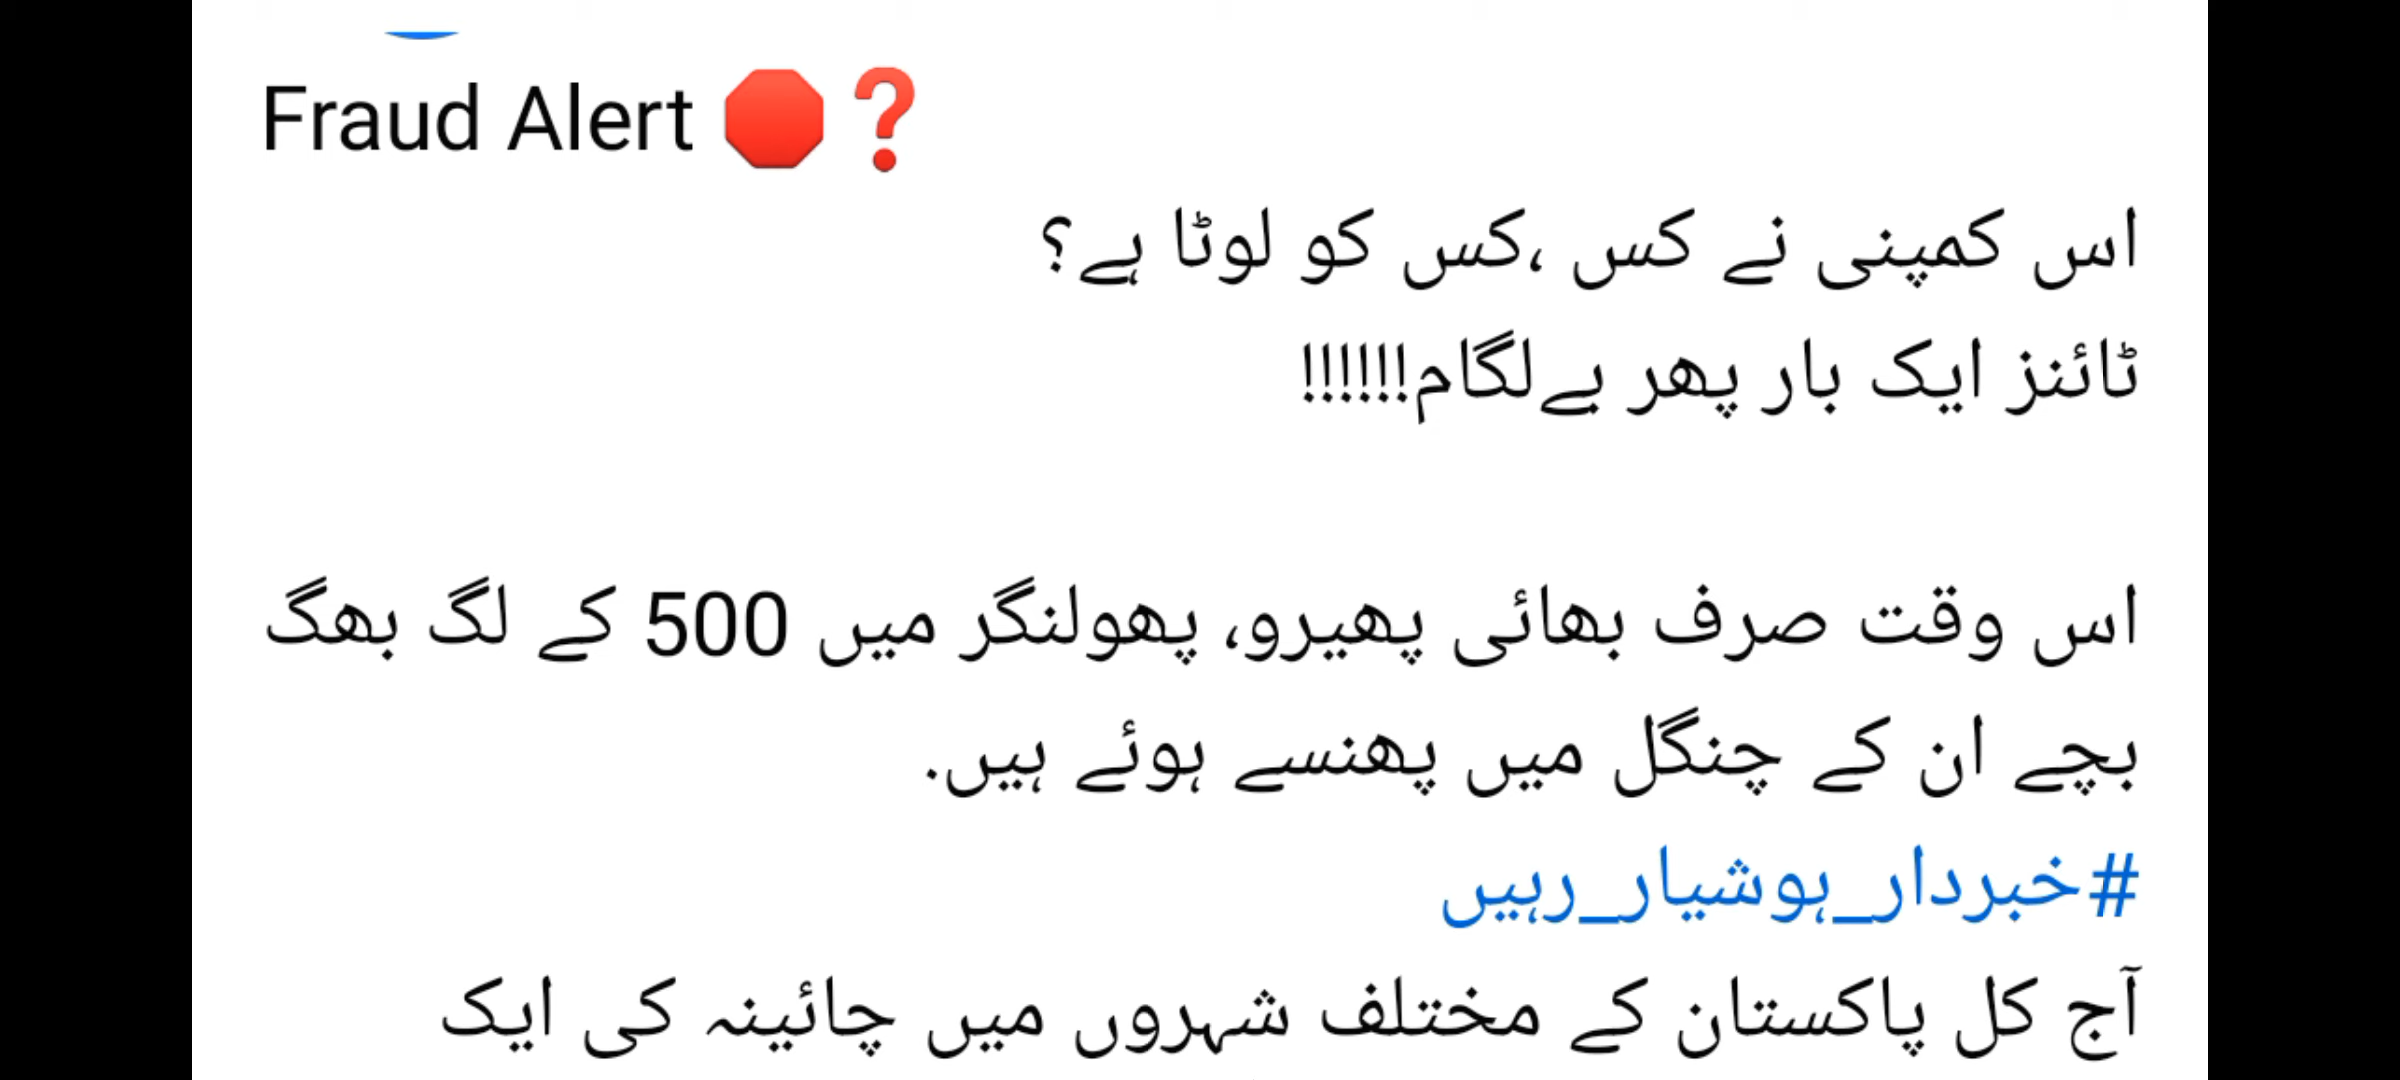 Fraud Alert 🛑❓
اس کمپنی نے کس ،کس کو لوٹا ہے؟
ٹائنز ایک بار پھر بےلگام!!!!!!
اس وقت صرف بھائی پھیرو، پھولنگر میں 500 کے لگ بھگ
بچے ان کے چنگل میں پھنسے ہوئے ہیں.
#خبردار_ہوشیار_رہیں
آج کل پاکستان کے مختلف شہروں میں چائینہ کی ایک